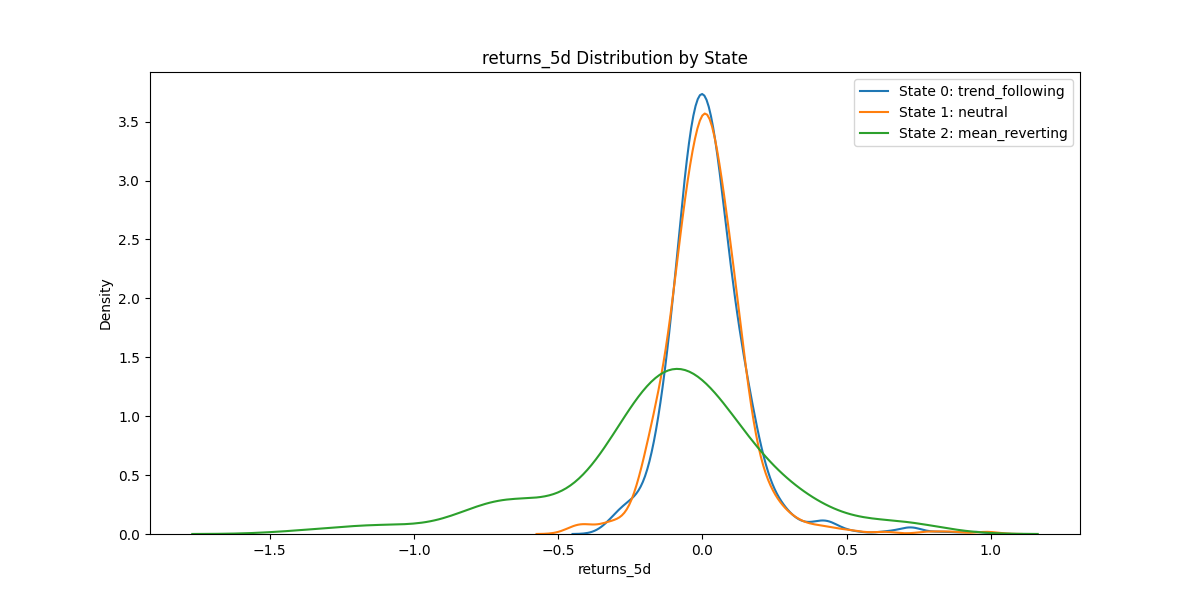 returns_5d Distribution by State
State 0: trend_following
State 1: neutral
State 2: mean_reverting
Density
3.5
3.0
2.5
2.0
1.5
1.0
0.5
0.0
−1.5
−1.0
−0.5
0.0
0.5
1.0
returns_5d